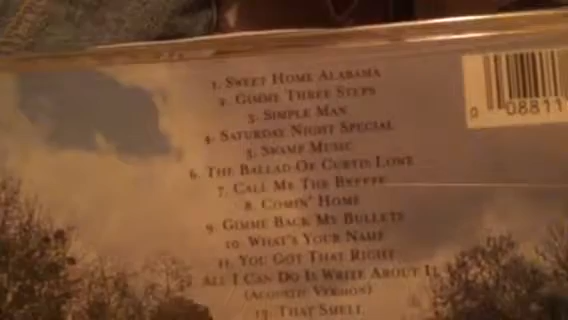 1. SWEET HOME ALABAMA
2. GIMME THREE STEPS
3. SIMPLE MAN
4. SATURDAY NIGHT SPECIAL
5. SWAMP MUSIC
6. THE BALLAD OF CURTIS LOWE
7. CALL ME THE BREEZE
8. COMIN' HOME
9. GIMME BACK MY BULLETS
10. WHAT'S YOUR NAME
11. YOU GOT THAT RIGHT
12. ALL I CAN DO IS WRITE ABOUT IT
(ACOUSTIC VERSION)
13. THAT SMELL
0 08811